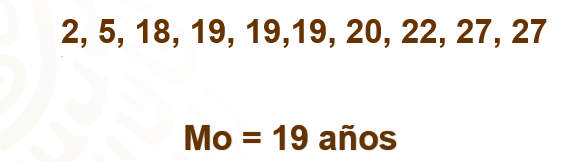 2, 5, 18, 19, 19,19, 20, 22, 27, 27
Mo = 19 años